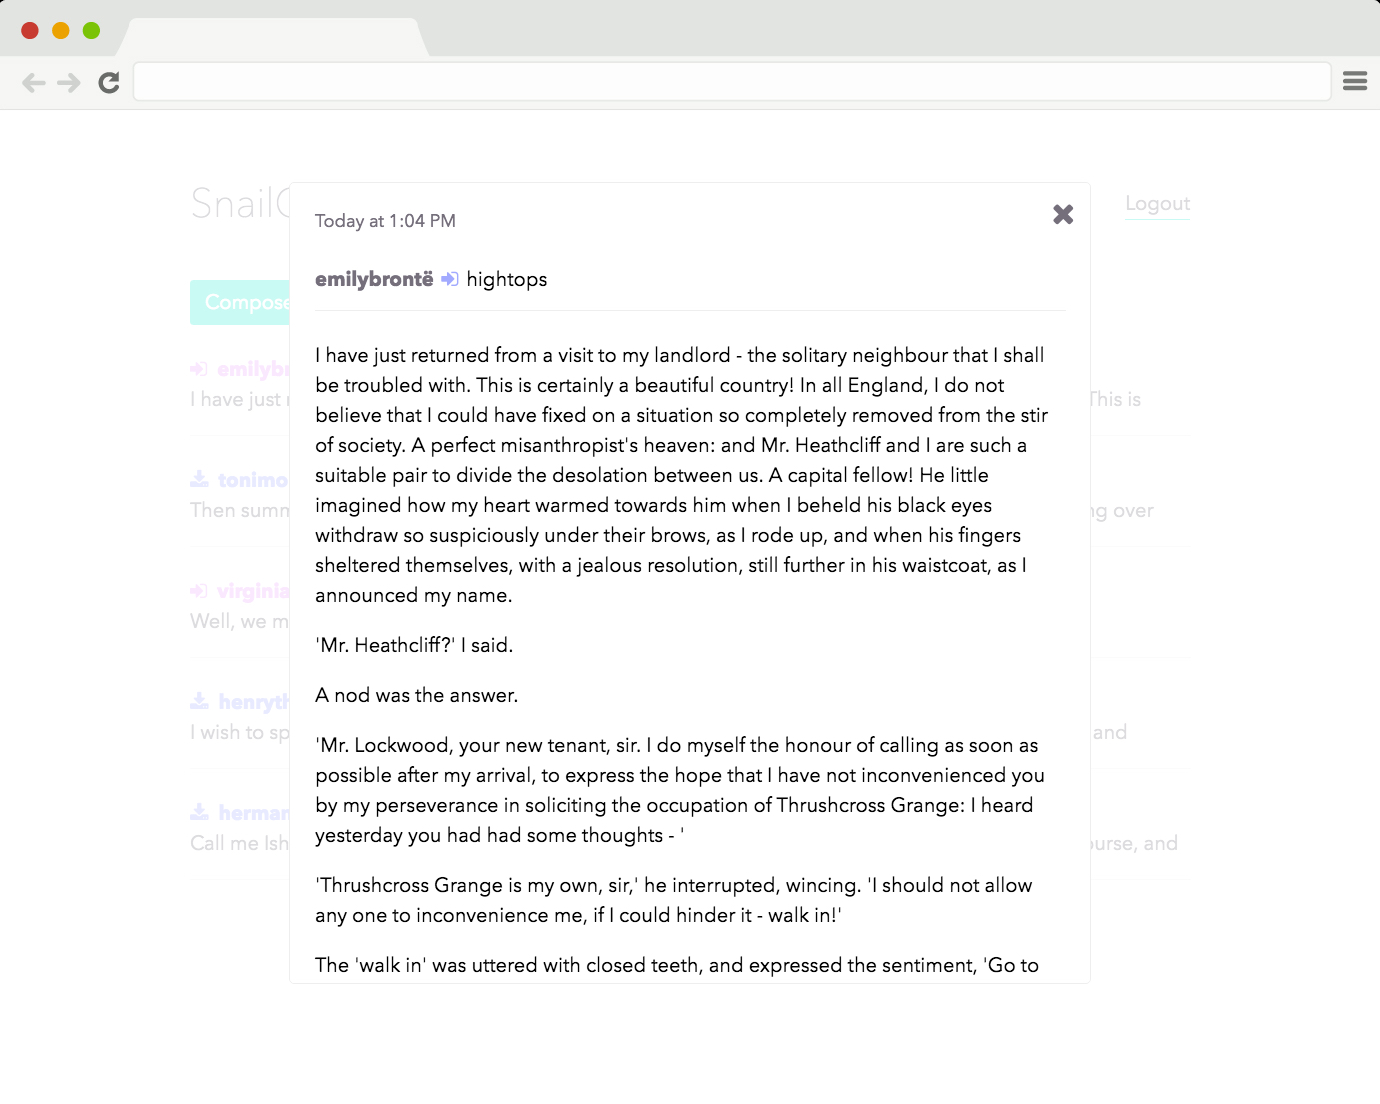 Snail
Today at 1:04 PM
Logout
emilybrontë hightops
Compose
I have just returned from a visit to my landlord - the solitary neighbour that I shall
be troubled with. This is certainly a beautiful country! In all England, I do not
believe that I could have fixed on a situation so completely removed from the stir
of society. A perfect misanthropist's heaven: and Mr. Heathcliff and I are such a
suitable pair to divide the desolation between us. A capital fellow! He little
imagined how my heart warmed towards him when I beheld his black eyes
withdraw so suspiciously under their brows, as I rode up, and when his fingers
sheltered themselves, with a jealous resolution, still further in his waistcoat, as I
announced my name.
'Mr. Heathcliff?' I said.
A nod was the answer.
'Mr. Lockwood, your new tenant, sir. I do myself the honour of calling as soon as
possible after my arrival, to express the hope that I have not inconvenienced you
by my perseverance in soliciting the occupation of Thrushcross Grange: I heard
yesterday you had had some thoughts - '
'Thrushcross Grange is my own, sir,' he interrupted, wincing. 'I should not allow
any one to inconvenience me, if I could hinder it - walk in!'
The 'walk in' was uttered with closed teeth, and expressed the sentiment, 'Go to
emilyb
I have just
This is
tonimo
Then summ
ng over
virginia
Well, we m
henryth
I wish to sp
and
herman
Call me Ish
urse, and